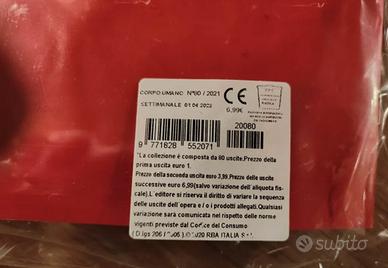 CORPO UMANO N°80 / 2021
SETTIMANALE 01 04 2022
CE
6,99€
20080
9 771828 552071
"La collezione è composta da 80 uscite.Prezzo della
prima uscita euro 1.
Prezzo della seconda uscita euro 3,99.Prezzo delle uscite
successive euro 6,99(salvo variazione dell'aliquota fis-
cale).L'editore si riserva il diritto di variare la sequenza
delle uscite dell'opera e / o i prodotti allegati.Qualsiasi
variazione sarà comunicata nel rispetto delle norme
vigenti previste dal Codice del Consumo
RBA ITALIA
subito